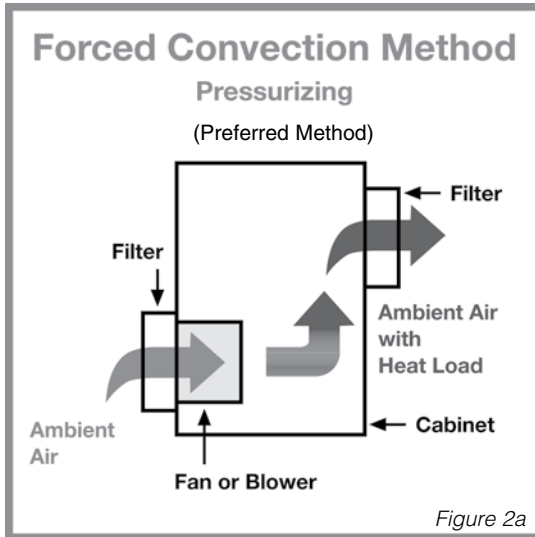 Forced Convection Method
Pressurizing
(Preferred Method)
Filter
Filter
Ambient Air
with
Heat Load
Cabinet
Ambient
Air
Fan or Blower
Figure 2a